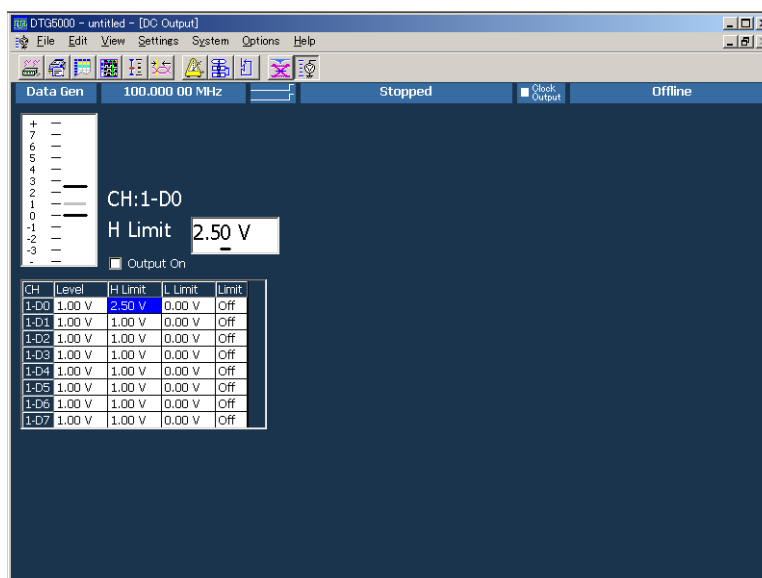 DTG5000 - untitled - [DC Output]
File Edit View Settings System Options Help
Data Gen 100.000 00 MHz Stopped Clock Output Offline
+
7
6
5
4
3
2
1
0
-1
-2
-3
-
CH:1-D0
H Limit 2.50 V
Output On
CH Level H Limit L Limit Limit
1-D0 1.00 V 2.50 V 0.00 V Off
1-D1 1.00 V 1.00 V 0.00 V Off
1-D2 1.00 V 1.00 V 0.00 V Off
1-D3 1.00 V 1.00 V 0.00 V Off
1-D4 1.00 V 1.00 V 0.00 V Off
1-D5 1.00 V 1.00 V 0.00 V Off
1-D6 1.00 V 1.00 V 0.00 V Off
1-D7 1.00 V 1.00 V 0.00 V Off